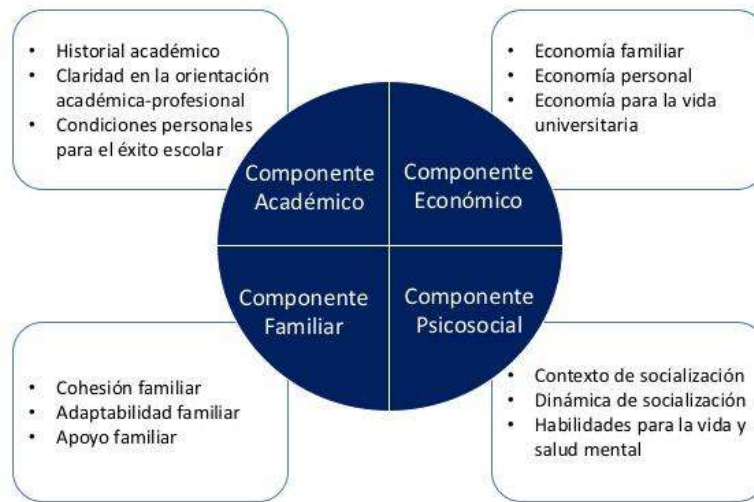 • Historial académico
• Claridad en la orientación
académica-profesional
• Condiciones personales
para el éxito escolar
• Economía familiar
• Economía personal
• Economía para la vida
universitaria
Componente
Académico
Componente
Económico
Componente
Familiar
Componente
Psicosocial
• Cohesión familiar
• Adaptabilidad familiar
• Apoyo familiar
• Contexto de socialización
• Dinámica de socialización
• Habilidades para la vida y
salud mental